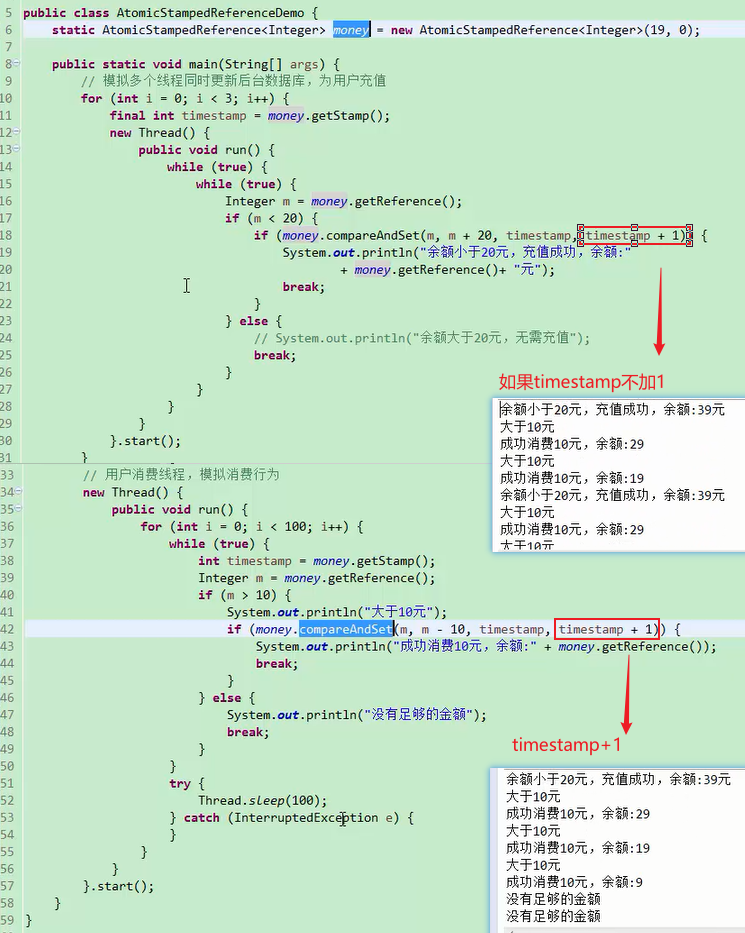 5 public class AtomicStampedReferenceDemo {
6 static AtomicStampedReference<Integer> money = new AtomicStampedReference<Integer>(19, 0);
7
8 public static void main(String[] args) {
9 // 模拟多个线程同时更新后台数据库，为用户充值
10 for (int i = 0; i < 3; i++) {
11 final int timestamp = money.getStamp();
12 new Thread() {
13 public void run() {
14 while (true) {
15 while (true) {
16 Integer m = money.getReference();
17 if (m < 20) {
18 if (money.compareAndSet(m, m + 20, timestamp, timestamp + 1)) {
19 System.out.println("余额小于20元，充值成功，余额:"
20 + money.getReference()+ "元");
21 break;
22 }
23 } else {
24 // System.out.println("余额大于20元，无需充值");
25 break;
26 }
27 }
28 }
29 }
30 }.start();
31 }
如果timestamp不加1
余额小于20元，充值成功，余额:39元
大于10元
成功消费10元，余额:29
大于10元
成功消费10元，余额:19
余额小于20元，充值成功，余额:39元
大于10元
成功消费10元，余额:29
大于10元
33 // 用户消费线程，模拟消费行为
34 new Thread() {
35 public void run() {
36 for (int i = 0; i < 100; i++) {
37 while (true) {
38 int timestamp = money.getStamp();
39 Integer m = money.getReference();
40 if (m > 10) {
41 System.out.println("大于10元");
42 if (money.compareAndSet(m, m - 10, timestamp, timestamp + 1)) {
43 System.out.println("成功消费10元，余额:" + money.getReference());
44 break;
45 }
46 } else {
47 System.out.println("没有足够的金额");
48 break;
49 }
50 }
51 try {
52 Thread.sleep(100);
53 } catch (InterruptedException e) {
54 }
55 }
56 }
57 }.start();
58 }
59 }
timestamp+1
余额小于20元，充值成功，余额:39元
大于10元
成功消费10元，余额:29
大于10元
成功消费10元，余额:19
大于10元
成功消费10元，余额:9
没有足够的金额
没有足够的金额